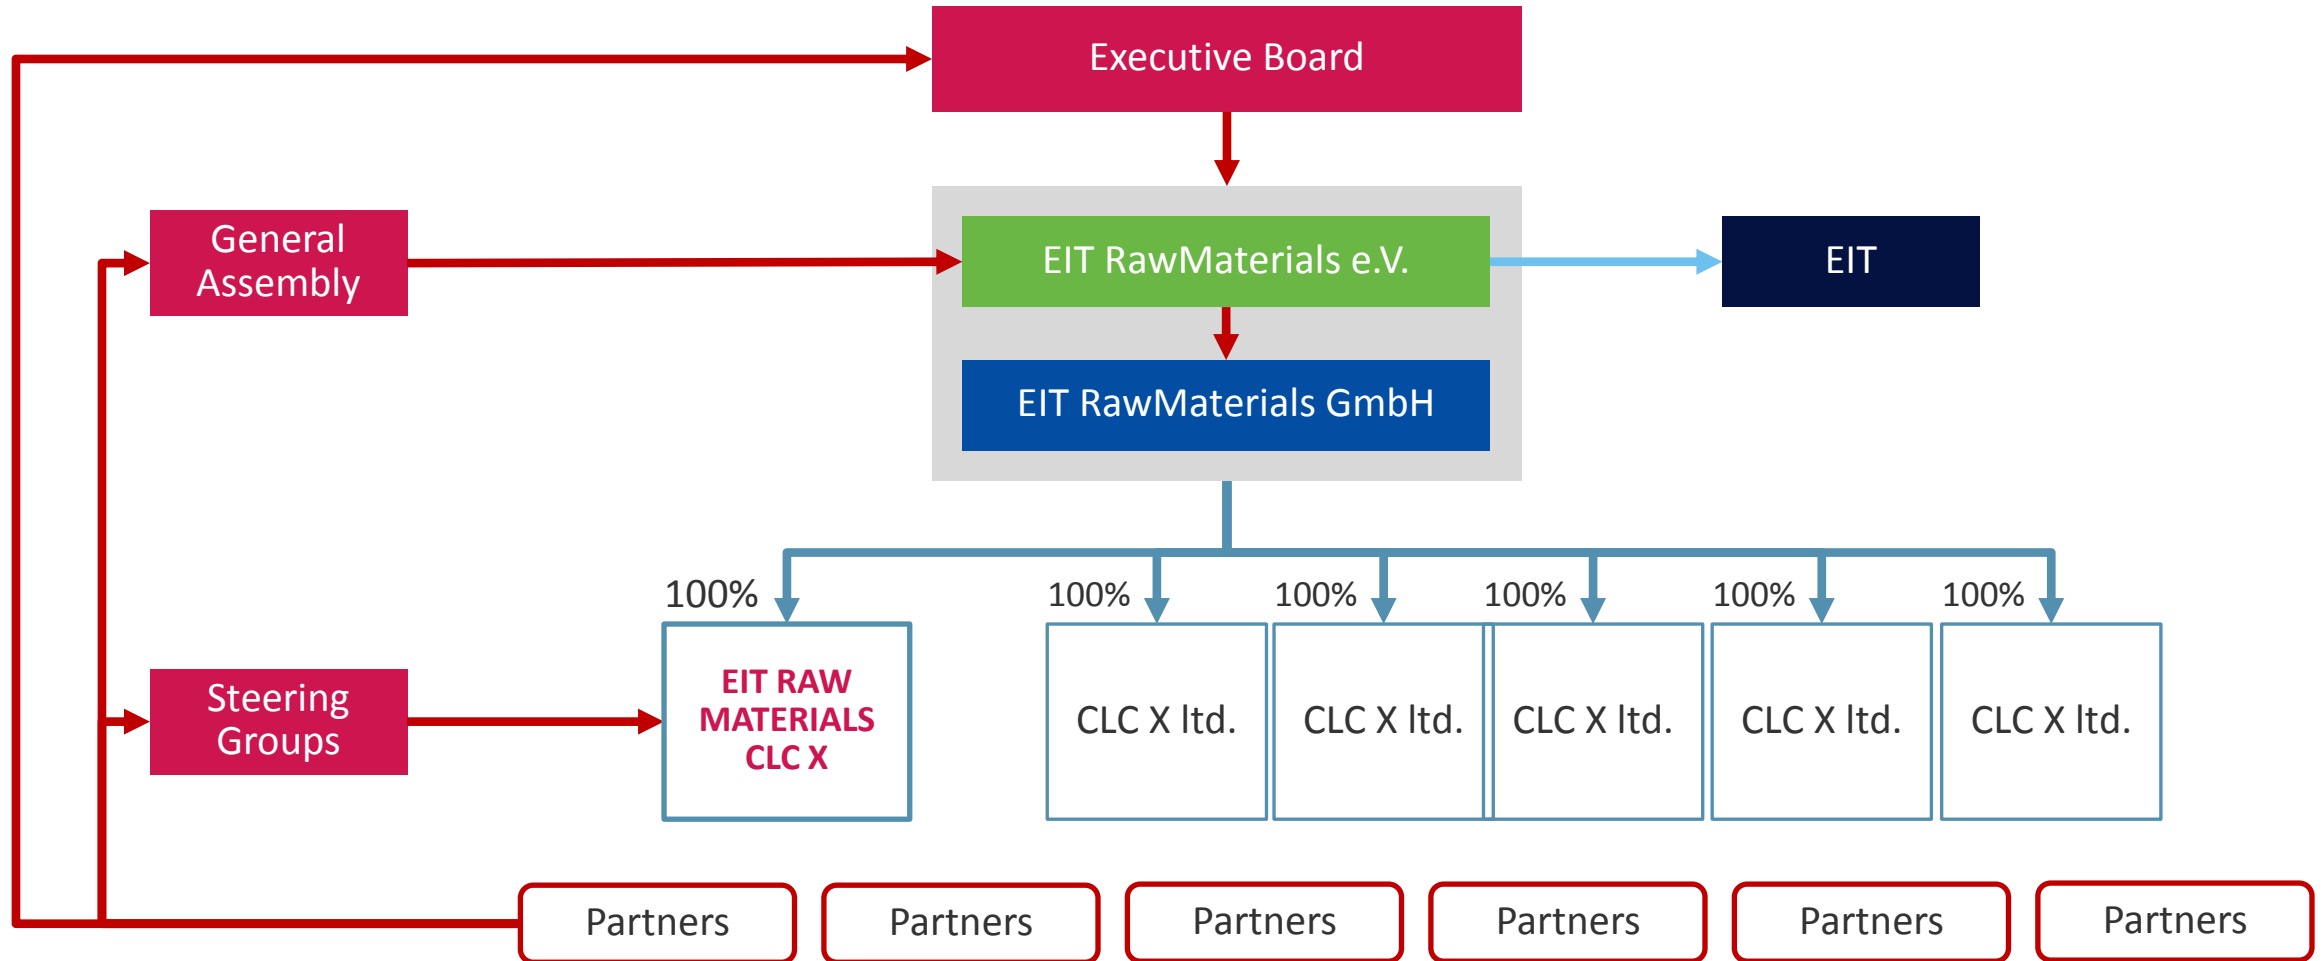 Executive Board
General
Assembly
EIT RawMaterials e.V.
EIT
EIT RawMaterials GmbH
100%
100%
100%
100%
100%
100%
Steering
Groups
EIT RAW
MATERIALS
CLC X
CLC X ltd.
CLC X ltd.
CLC X ltd.
CLC X ltd.
CLC X ltd.
Partners
Partners
Partners
Partners
Partners
Partners